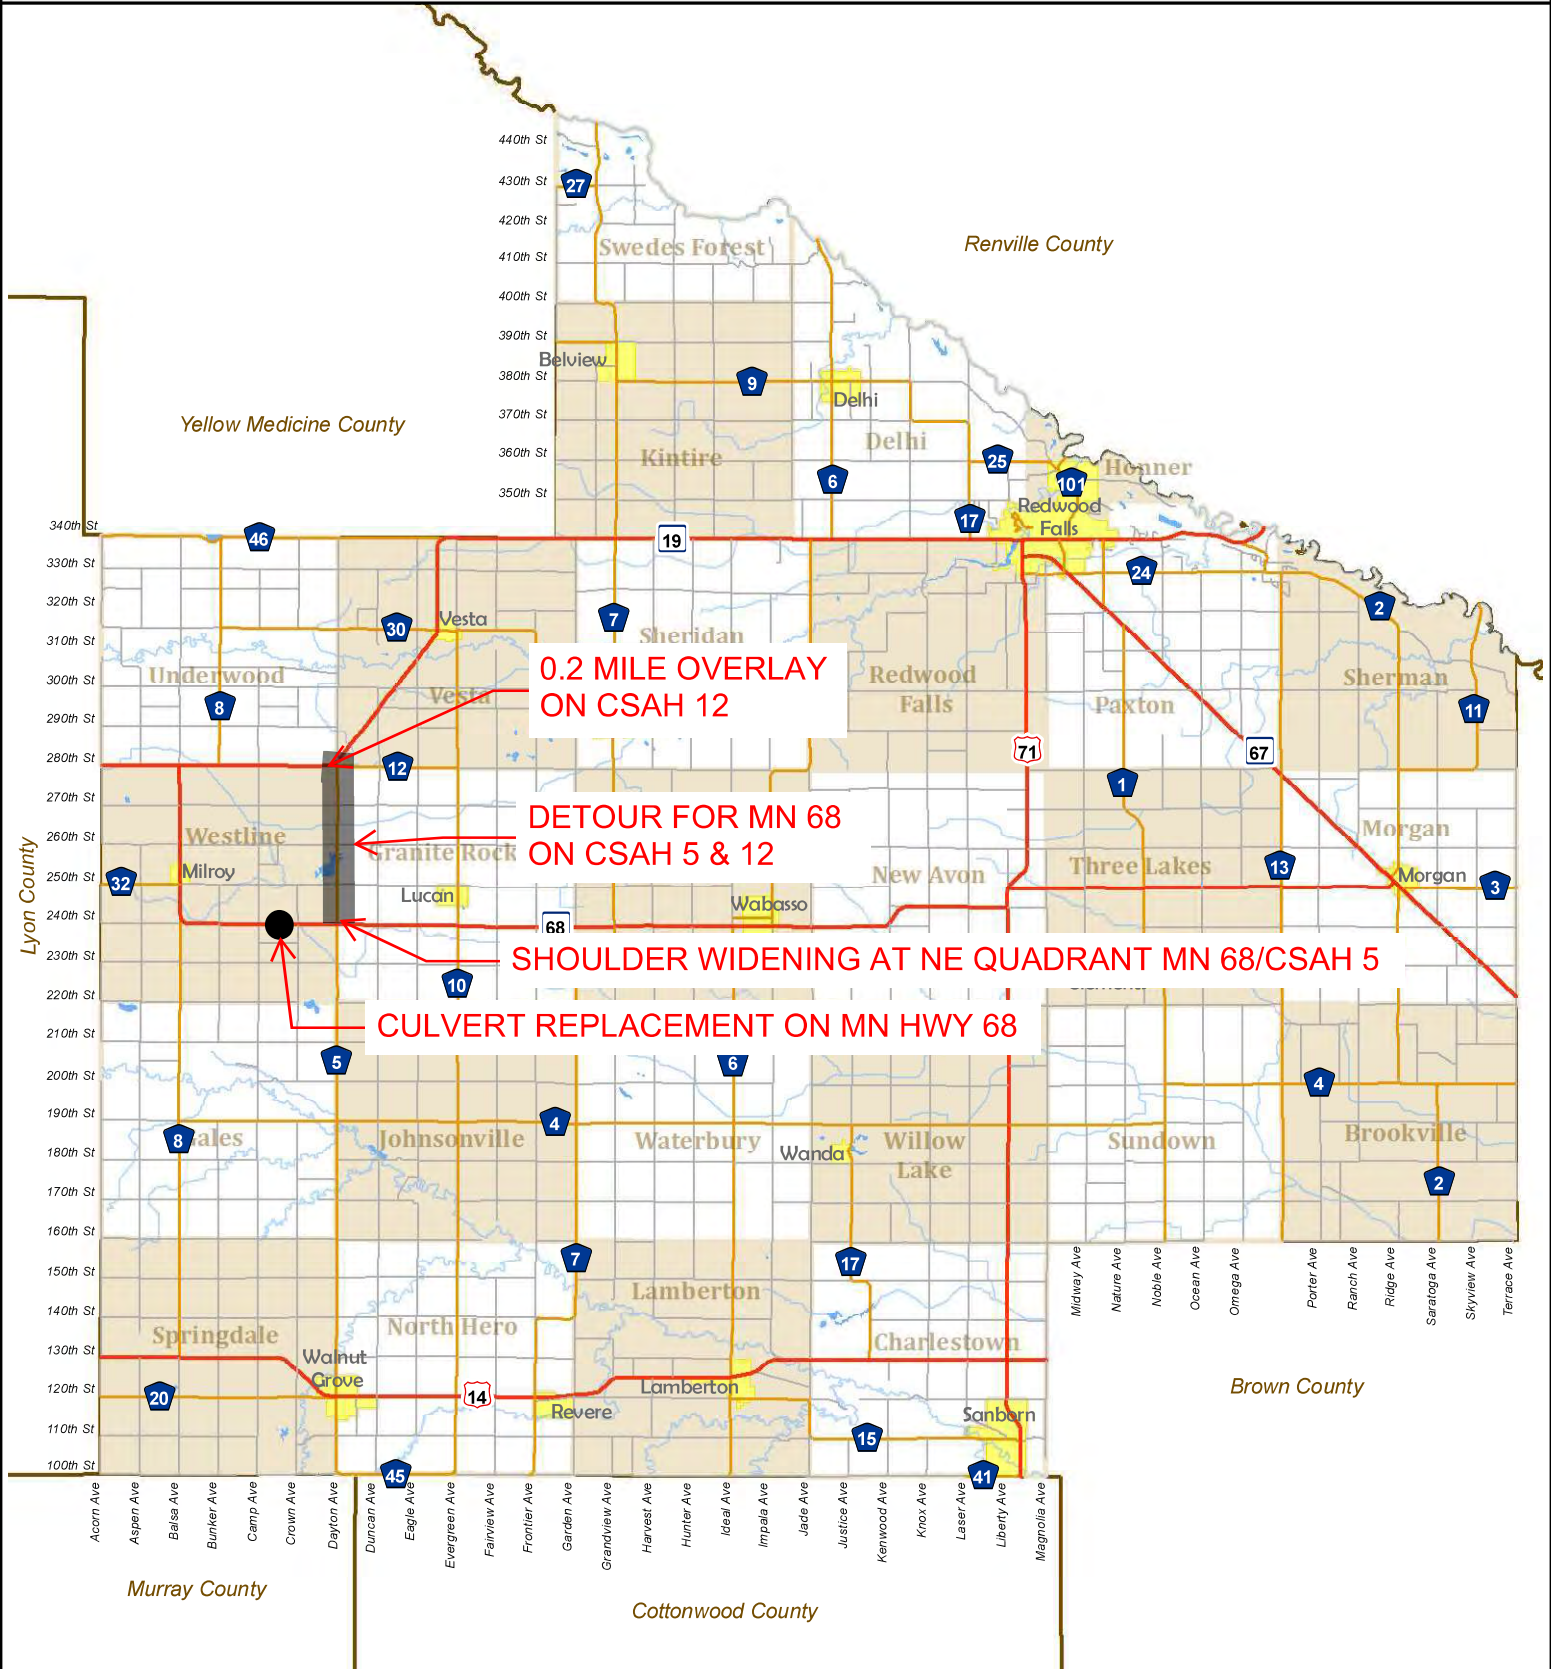 440th St
430th St
27
420th St
Swedes Forest
Renville County
410th St
400th St
390th St
Belview
380th St
9
Delhi
370th St
Yellow Medicine County
Delhi
360th St
Kintire
25
Honner
350th St
6
101
Redwood
Falls
17
340th St
46
19
330th St
24
320th St
2
30
Vesta
7
310th St
Sheridan
0.2 MILE OVERLAY
ON CSAH 12
Underwood
300th St
Vesta
Redwood
Falls
Sherman
8
Paxton
11
290th St
71
67
280th St
12
1
270th St
DETOUR FOR MN 68
ON CSAH 5 & 12
260th St
Westline
Granite Rock
Morgan
Lyon County
Milroy
250th St
32
New Avon
Three Lakes
13
Morgan
3
Lucan
Wabasso
240th St
68
230th St
SHOULDER WIDENING AT NE QUADRANT MN 68/CSAH 5
220th St
10
CULVERT REPLACEMENT ON MN HWY 68
210th St
5
6
200th St
4
190th St
4
8
Johnsonville
Waterbury
Willow
Lake
Sundown
Brookville
180th St
Wanda
170th St
2
160th St
7
17
150th St
Lamberton
140th St
Springdale
North Hero
Charlestown
130th St
Walnut
Grove
120th St
20
14
Lamberton
Revere
Sanborn
110th St
15
100th St
45
41
Midway Ave
Nature Ave
Noble Ave
Ocean Ave
Omega Ave
Porter Ave
Ranch Ave
Ridge Ave
Saratoga Ave
Skyview Ave
Terrace Ave
Brown County
Acorn Ave
Aspen Ave
Balsa Ave
Bunker Ave
Camp Ave
Crown Ave
Dayton Ave
Duncan Ave
Eagle Ave
Evergreen Ave
Fairview Ave
Frontier Ave
Garden Ave
Grandview Ave
Harvest Ave
Hunter Ave
Ideal Ave
Impala Ave
Jade Ave
Justice Ave
Kenwood Ave
Knox Ave
Laser Ave
Liberty Ave
Magnolia Ave
Murray County
Cottonwood County